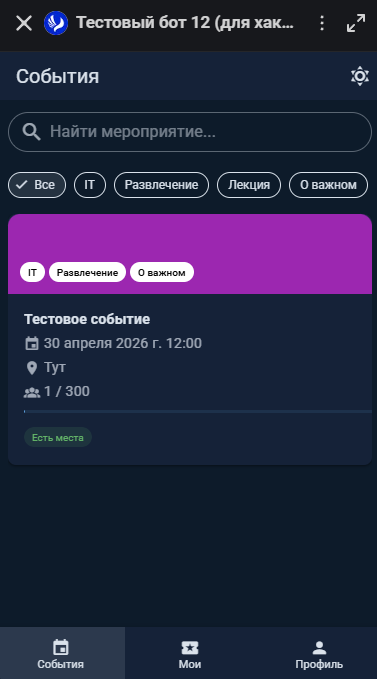 Тестовый бот 12 (для хак...
События
Найти мероприятие...
Все IT Развлечение Лекция О важном
IT Развлечение О важном
Тестовое событие
30 апреля 2026 г. 12:00
Тут
1 / 300
Есть места
События Мои Профиль